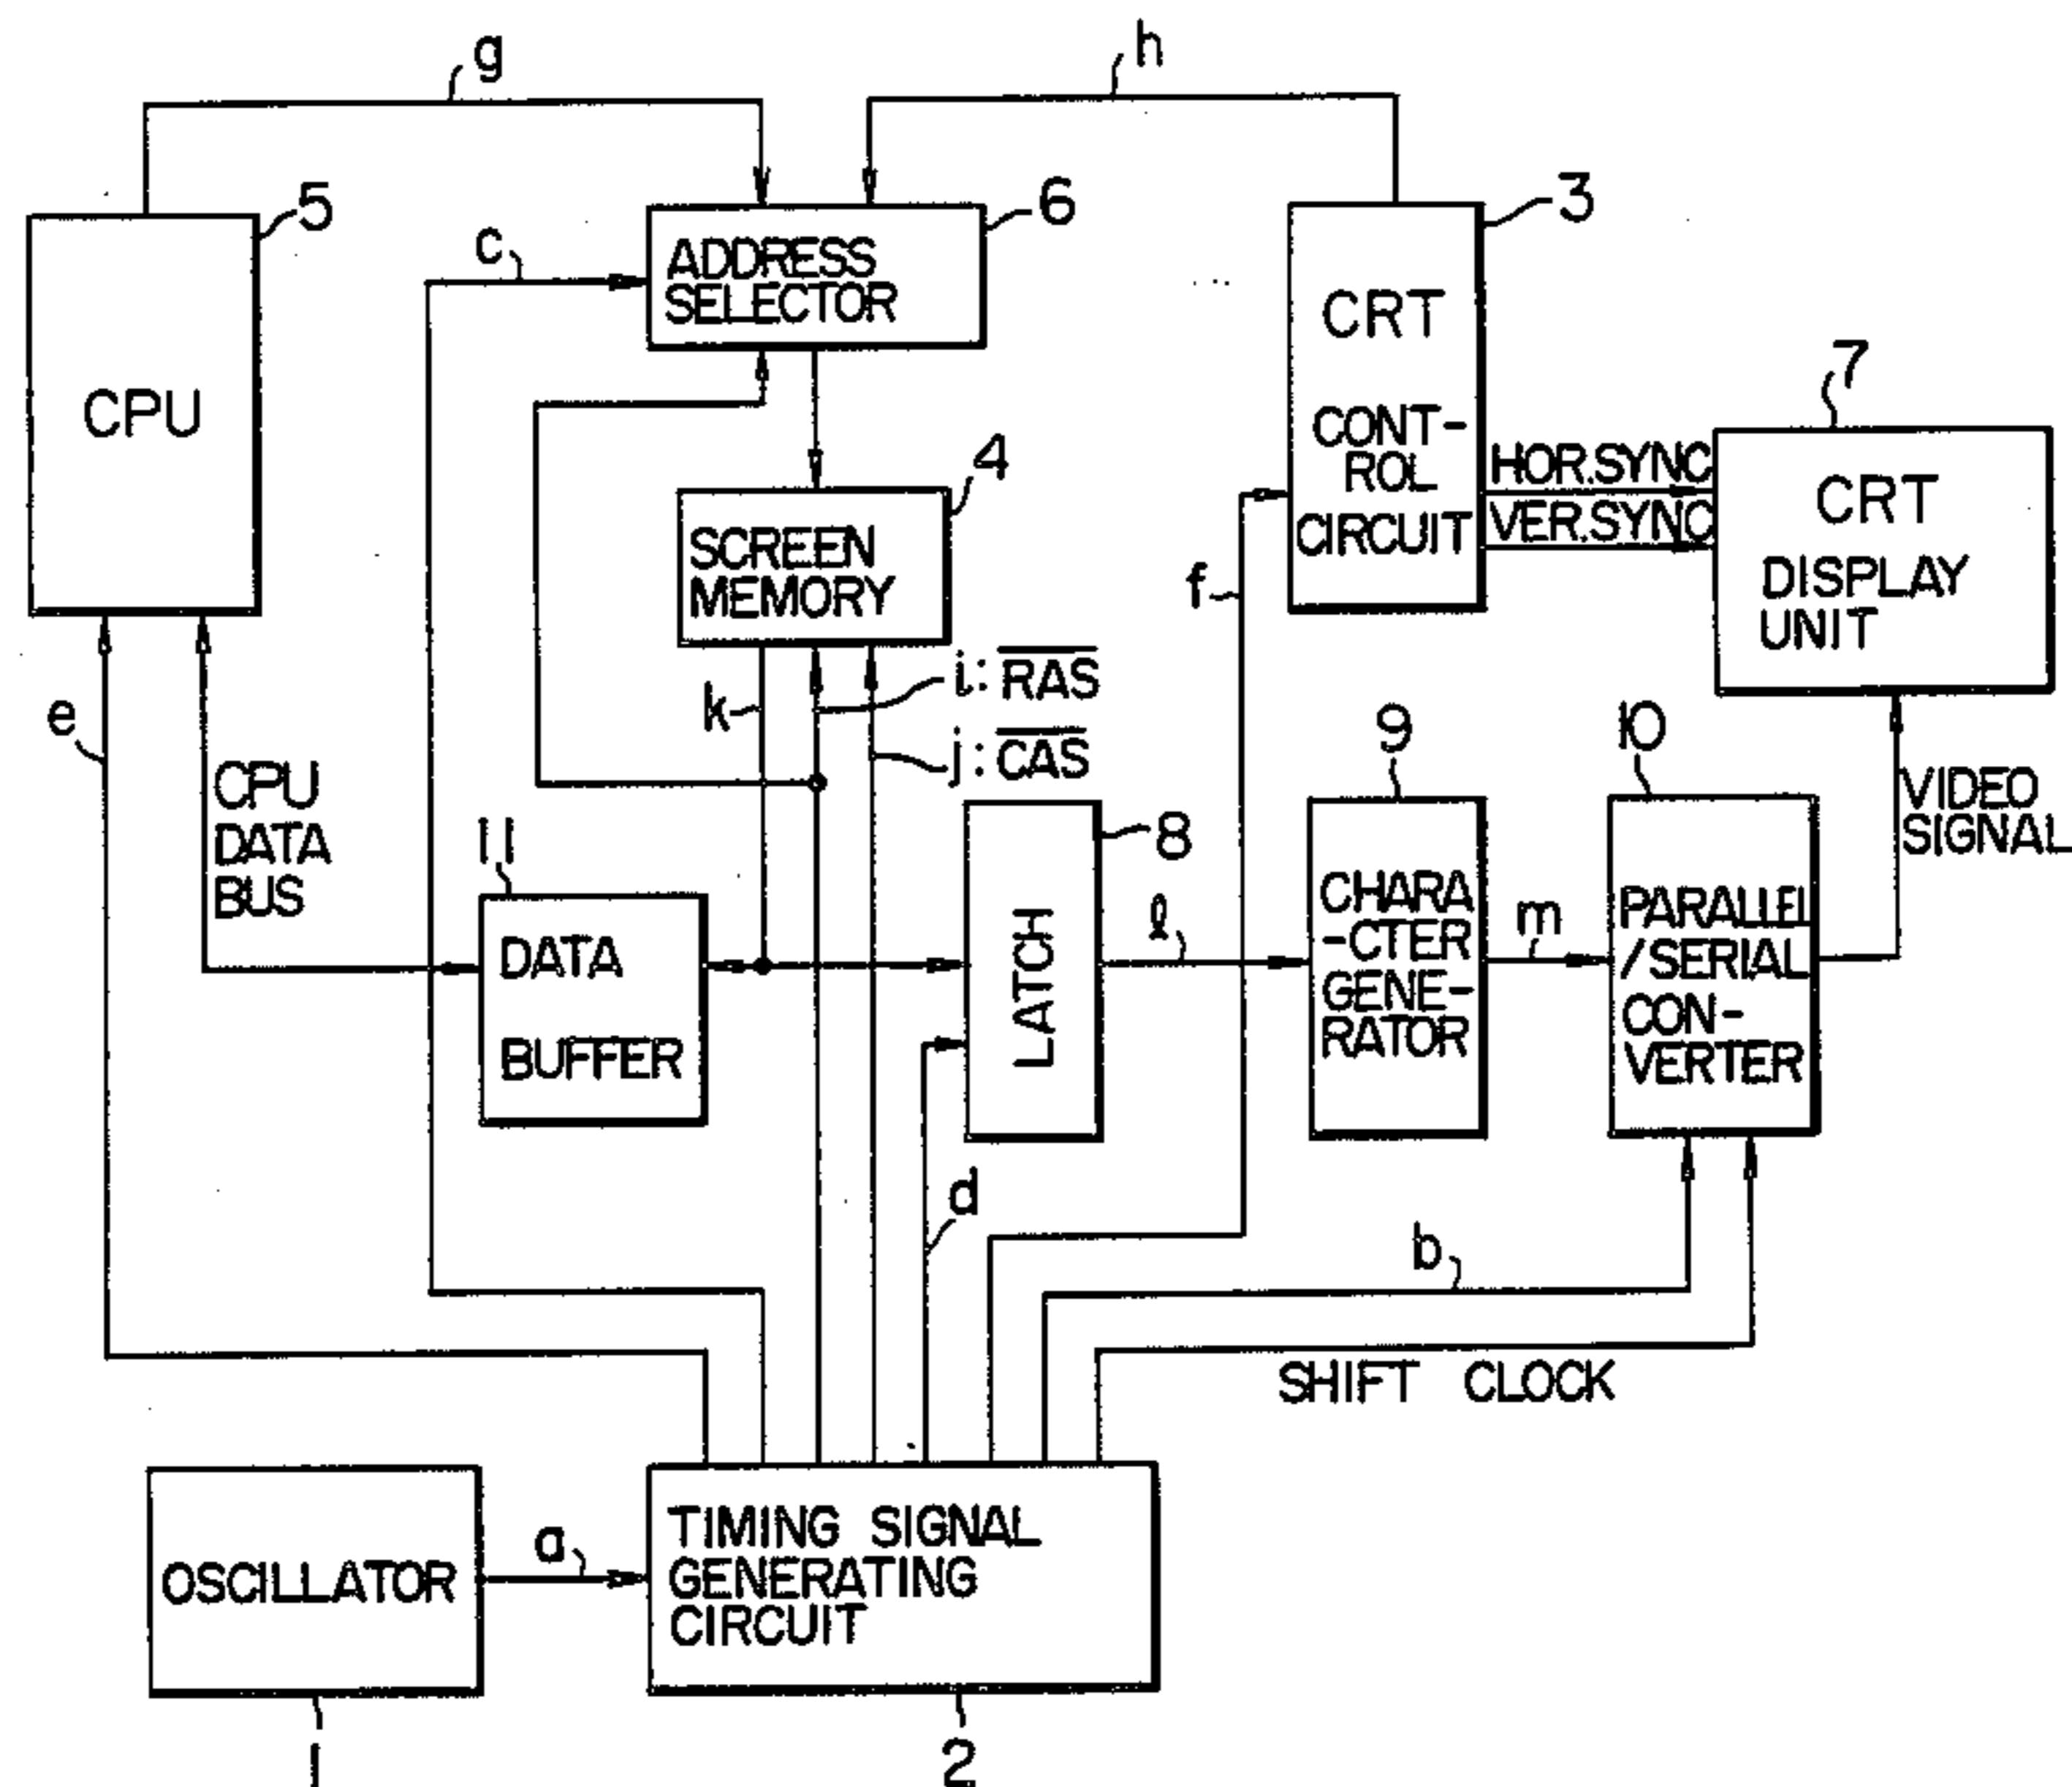 g
h
5
6
3
c
ADDRESS
SELECTOR
CRT
CONT-
ROL
CIRCUIT
CPU
7
HOR.SYNC
VER.SYNC
CRT
DISPLAY
UNIT
4
SCREEN
MEMORY
f
i: R̅A̅S̅
j: C̅A̅S̅
k
e
CPU
DATA
BUS
9
10
VIDEO
SIGNAL
11
8
DATA
BUFFER
LATCH
ℓ
CHARA
-CTER
GENE-
RATOR
m
PARALLEL
/SERIAL
CON-
VERTER
d
b
SHIFT CLOCK
OSCILLATOR
a
TIMING SIGNAL
GENERATING
CIRCUIT
1
2